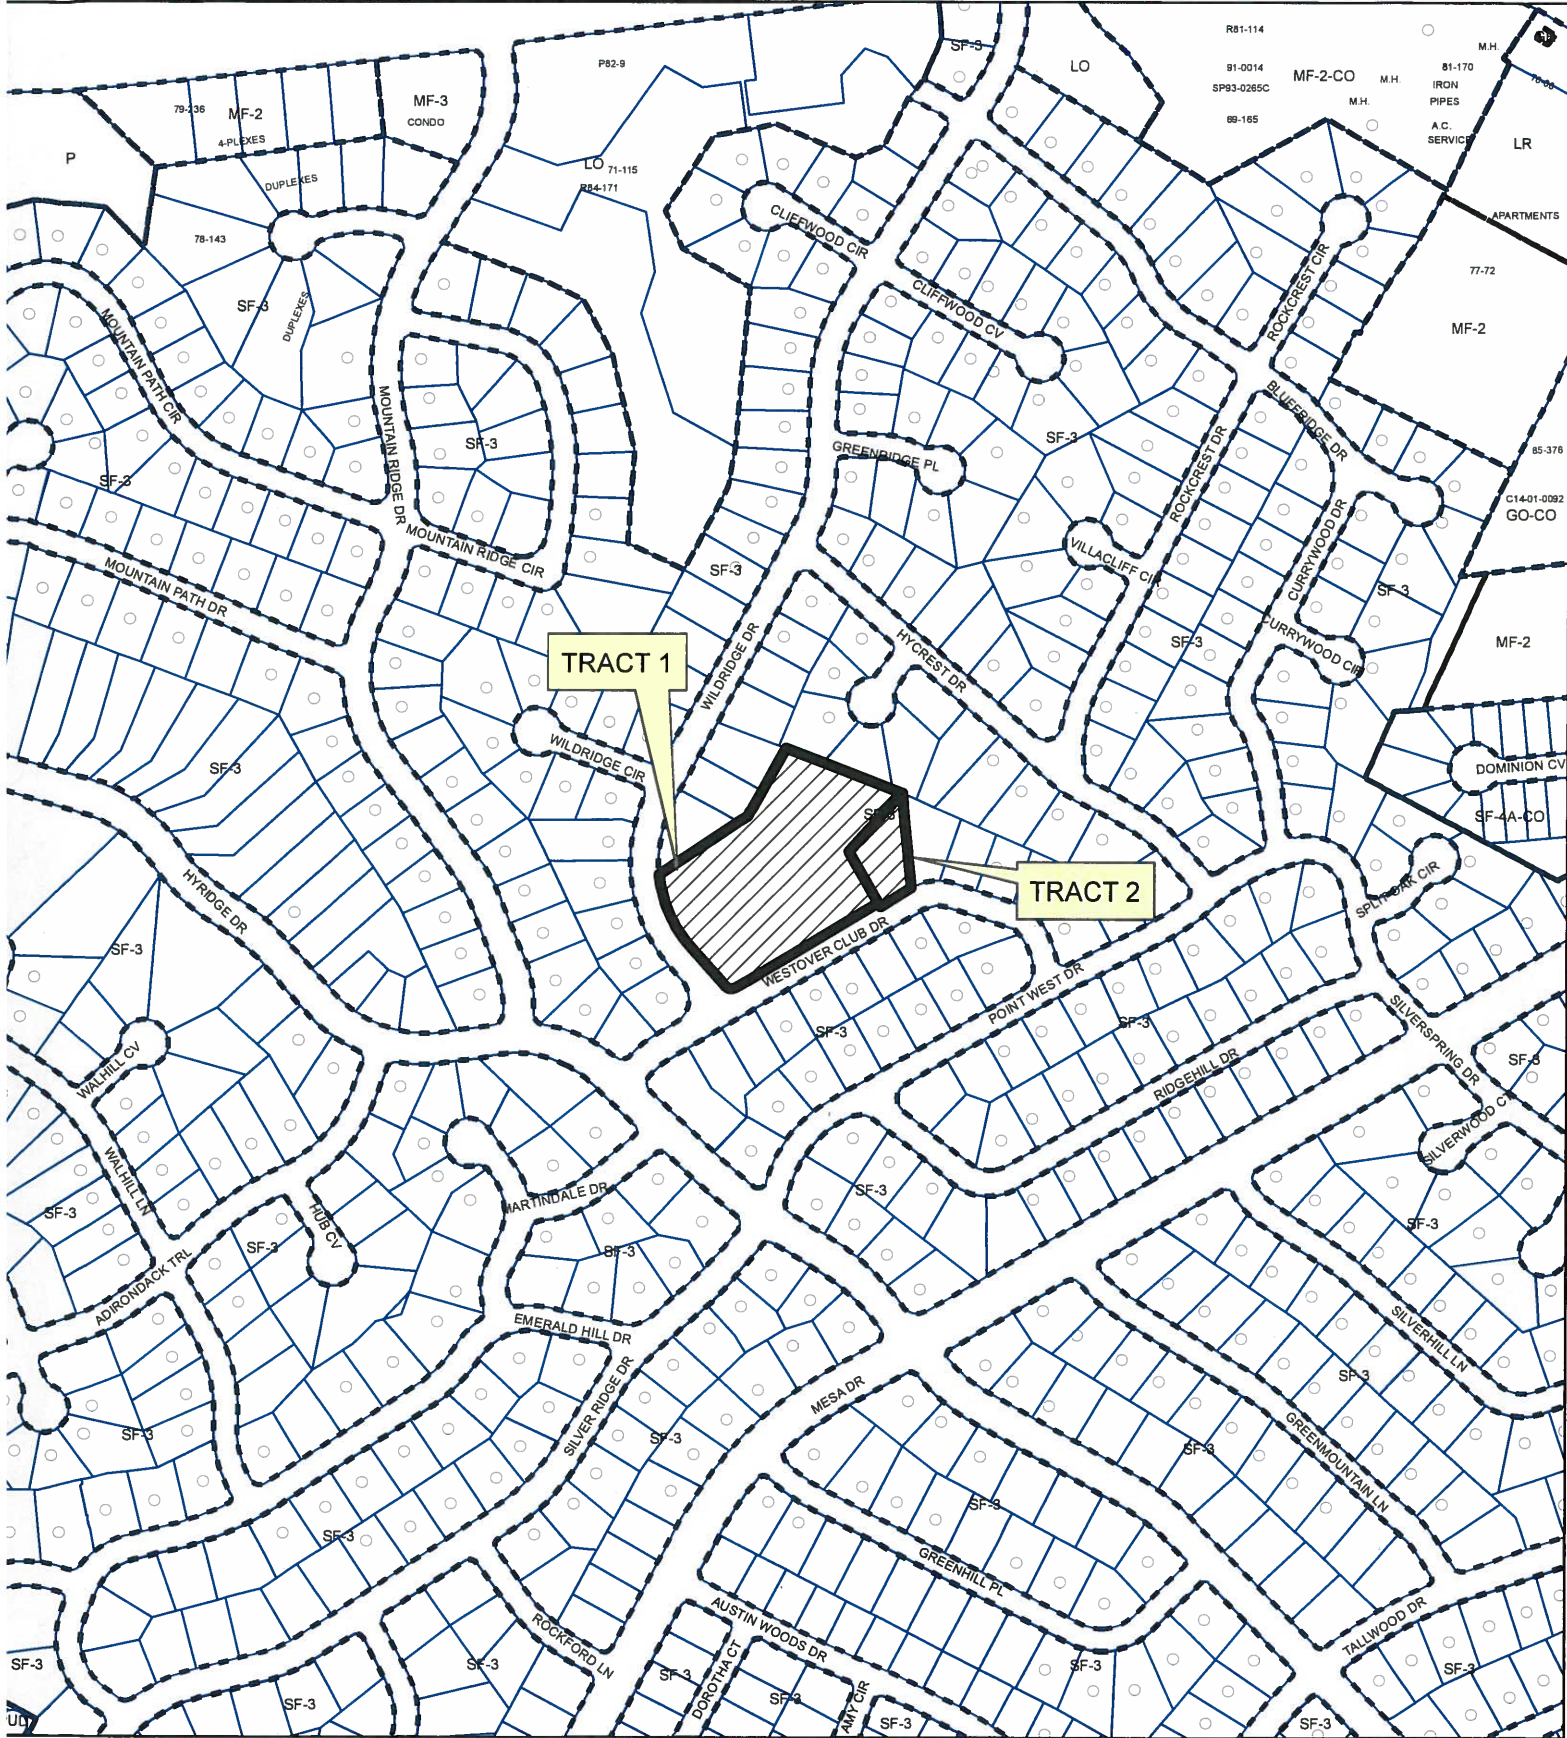 SF-3
R81-114
LO
M.H.
P82-9
91-0014
MF-2-CO
M.H.
81-170
SP93-0265C
IRON
PIPES
M.H.
MF-3
CONDO
79-236
MF-2
69-165
A.C.
SERVICE
LR
4-PLEXES
P
LO
71-115
R84-171
DUPLEXES
APARTMENTS
CLIFFWOOD CIR
78-143
77-72
ROCKCREST CIR
SF-3
DUPLEXES
CLIFFWOOD CV
MF-2
MOUNTAIN PATH CIR
MOUNTAIN RIDGE DR
BLUERIDGE DR
SF-3
SF-3
GREENRIDGE PL
ROCKCREST DR
85-376
SF-3
C14-01-0092
GO-CO
MOUNTAIN RIDGE CIR
VILLACLIFF CIR
CURRYWOOD DR
MOUNTAIN PATH DR
SF-3
SF-3
CURRYWOOD CIR
SF-3
MF-2
TRACT 1
WILDRIDGE DR
HYCREST DR
WILDRIDGE CIR
SF-3
DOMINION CV
SF-3
SF-4A-CO
TRACT 2
HYRIDGE DR
SPLIT OAK CIR
SF-3
WESTOVER CLUB DR
POINT WEST DR
SF-3
SF-3
SILVERSPRING DR
SF-3
WALHILL CV
RIDGEHILL DR
SILVERWOOD CT
WALHILL LN
MARTINDALE DR
SF-3
SF-3
HUB CV
SF-3
SF-3
SF-3
ADIRONDACK TRL
EMERALD HILL DR
SILVERHILL LN
SILVER RIDGE DR
MESA DR
SF-3
SF-3
SF-3
GREENMOUNTAIN LN
SF-3
SF-3
SF-3
GREENHILL PL
AUSTIN WOODS DR
TALLWOOD DR
ROCKFORD LN
DOROTHA CT
SF-3
SF-3
SF-3
SF-3
SF-3
SF-3
SF-3
AMY CIR
SF-3
SF-3